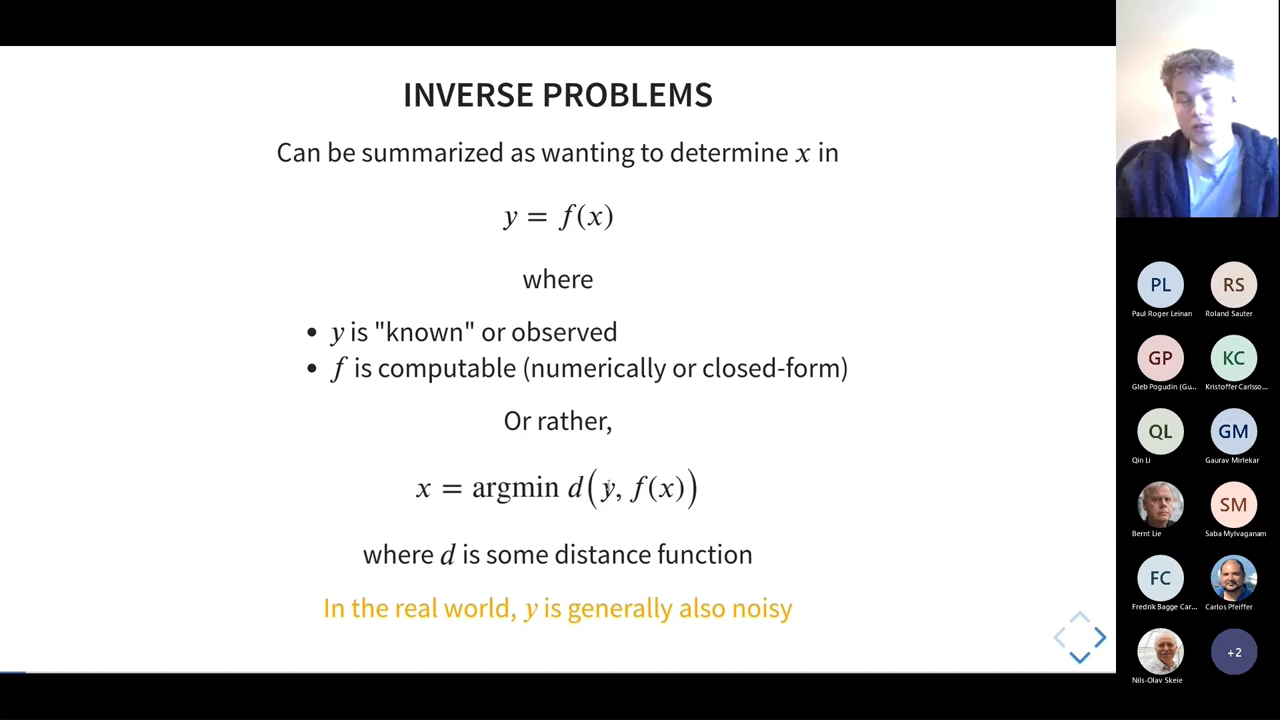 INVERSE PROBLEMS
Can be summarized as wanting to determine x in
y = f(x)
where
• y is "known" or observed
• f is computable (numerically or closed-form)
Or rather,
x = argmin d(y, f(x))
where d is some distance function
In the real world, y is generally also noisy
PL
RS
Paul Roger Leinan
Roland Sauter
GP
KC
Gleb Pogudin (Gu...
Kristoffer Carlsso...
QL
GM
Qin Li
Gaurav Mirlekar
SM
Bernt Lie
Saba Mylvaganam
FC
Fredrik Bagge Car...
Carlos Pfeiffer
+2
Nils-Olav Skeie